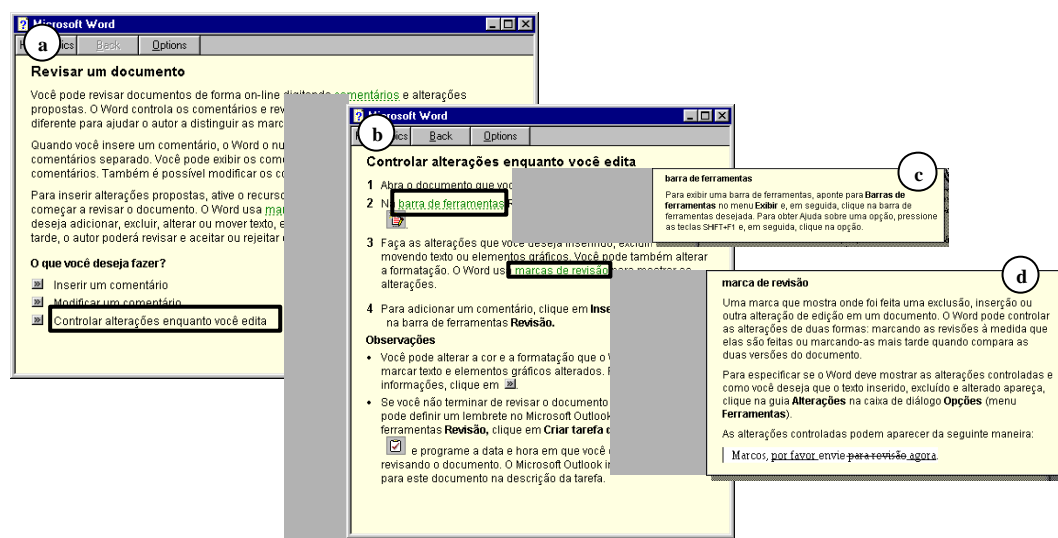 Microsoft Word
a
Back
Options
Revisar um documento
Você pode revisar documentos de forma on-line digitando comentários e alterações
propostas. O Word controla os comentários e
diferente para ajudar o autor a distinguir as
Quando você insere um comentário, o Word o
comentários separado. Você pode exibir os
comentários. Também é possível modificar os
Para inserir alterações propostas, ative o recurso
começar a revisar o documento. O Word usa
deseja adicionar, excluir, alterar ou mover texto,
tarde, o autor poderá revisar e aceitar ou rejeitar
O que você deseja fazer?
Inserir um comentário
Modificar um comentário
Controlar alterações enquanto você edita
Microsoft Word
b
Back
Options
Controlar alterações enquanto você edita
1 Abra o documento que
2 Na barra de ferramentas
3 Faça as alterações que você deseja inserindo,
movendo texto ou elementos gráficos. Você pode também alterar
a formatação. O Word usa marcas de revisão para mostrar as
alterações.
4 Para adicionar um comentário, clique em
na barra de ferramentas Revisão.
Observações
• Você pode alterar a cor e a formatação que o
marcar texto e elementos gráficos alterados.
informações, clique em
• Se você não terminar de revisar o documento
pode definir um lembrete no Microsoft Outlook
ferramentas Revisão, clique em Criar tarefa
e programe a data e hora em que você
revisando o documento. O Microsoft Outlook
para este documento na descrição da tarefa.
c
barra de ferramentas
Para exibir uma barra de ferramentas, aponte para Barras de
ferramentas no menu Exibir e, em seguida, clique na barra de
ferramentas desejada. Para obter Ajuda sobre uma opção, pressione
as teclas SHIFT+F1 e, em seguida, clique na opção.
d
marca de revisão
Uma marca que mostra onde foi feita uma exclusão, inserção ou
outra alteração de edição em um documento. O Word pode controlar
as alterações de duas formas: marcando as revisões à medida que
elas são feitas ou marcando-as mais tarde quando compara as
duas versões do documento.
Para especificar se o Word deve mostrar as alterações controladas e
como você deseja que o texto inserido, excluído e alterado apareça,
clique na guia Alterações na caixa de diálogo Opções (menu
Ferramentas).
As alterações controladas podem aparecer da seguinte maneira:
Marcos, por favor envie para revisão agora.